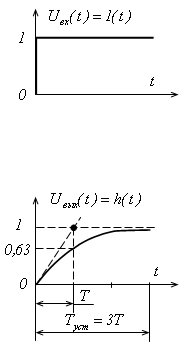 Uвх(t) = 1(t)
1
t
0
Uвых(t) = h(t)
1
0,63
t
0
T
Tуст = 3T